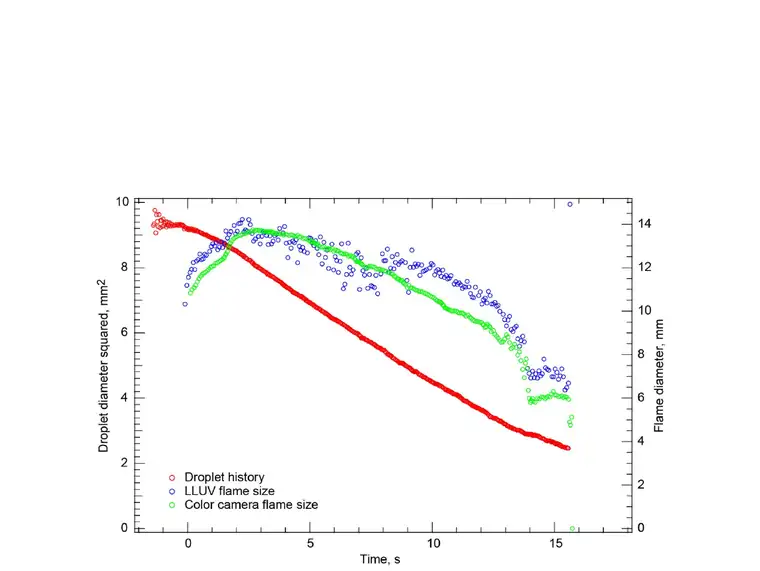 Droplet diameter squared, mm2
10
8
6
4
2
0
14
12
10
8
6
4
2
0
Flame diameter, mm
Droplet history
LLUV flame size
Color camera flame size
0 5 10 15
Time, s